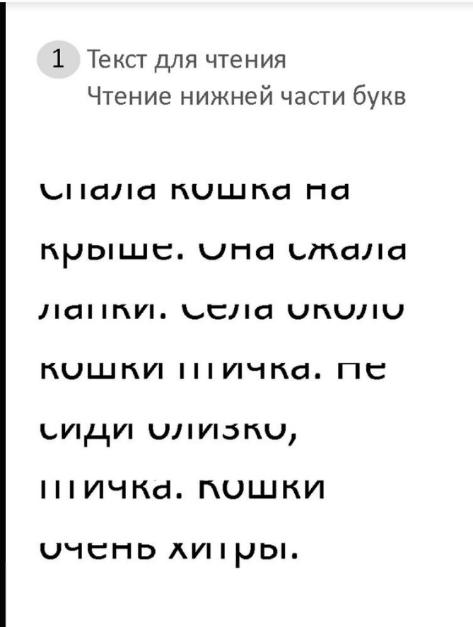 1 Текст для чтения
Чтение нижней части букв
Спала кошка на
крыше. Она сжала
лапки. Села около
кошки птичка. Не
сиди близко,
птичка. Кошки
очень хитры.